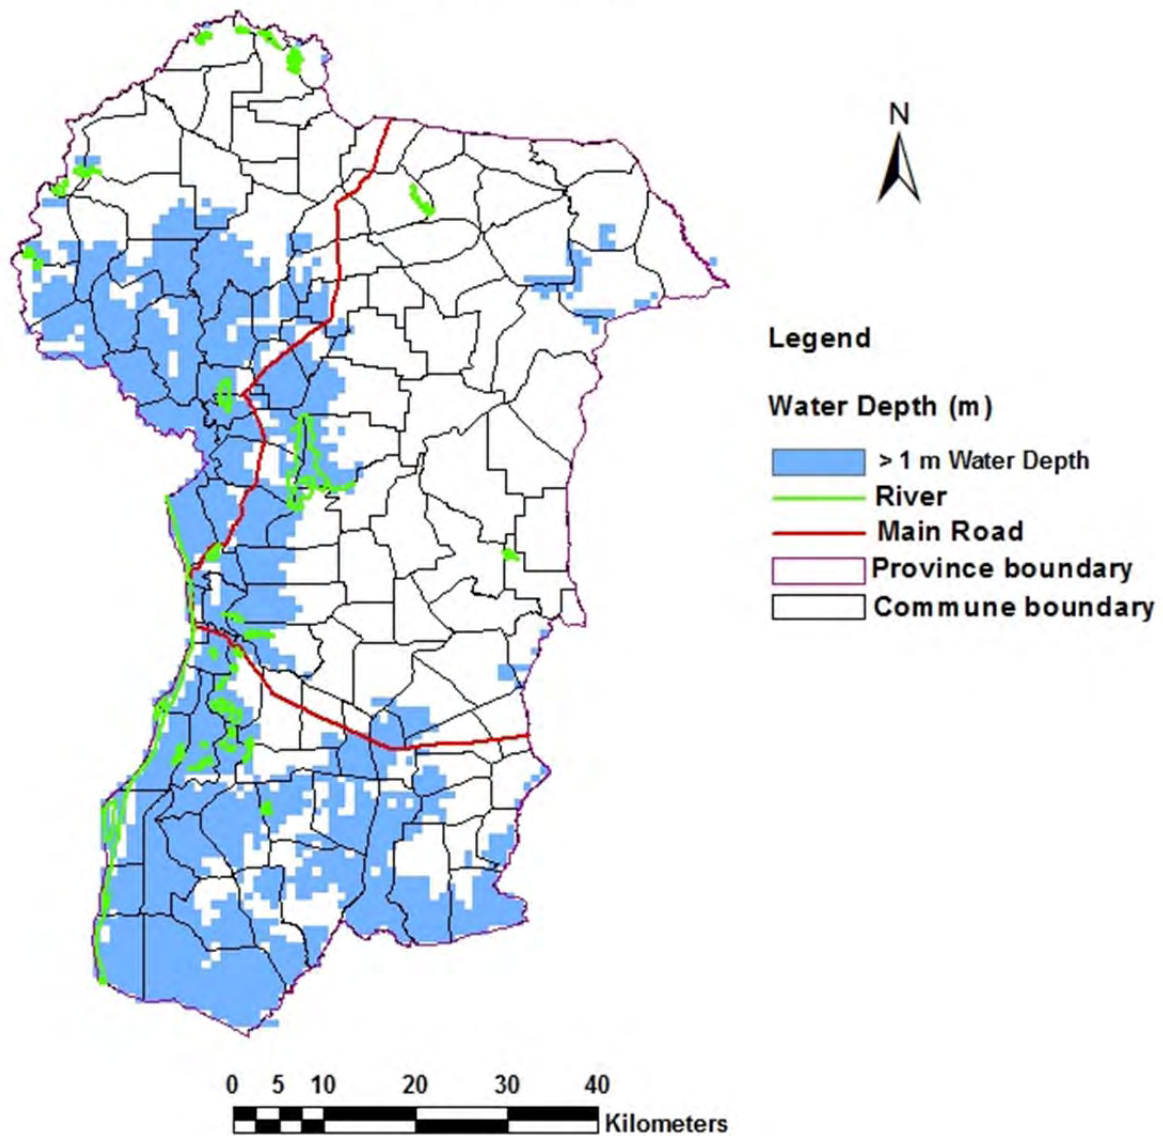 N
Legend
Water Depth (m)
> 1 m Water Depth
River
Main Road
Province boundary
Commune boundary
0 5 10 20 30 40
Kilometers